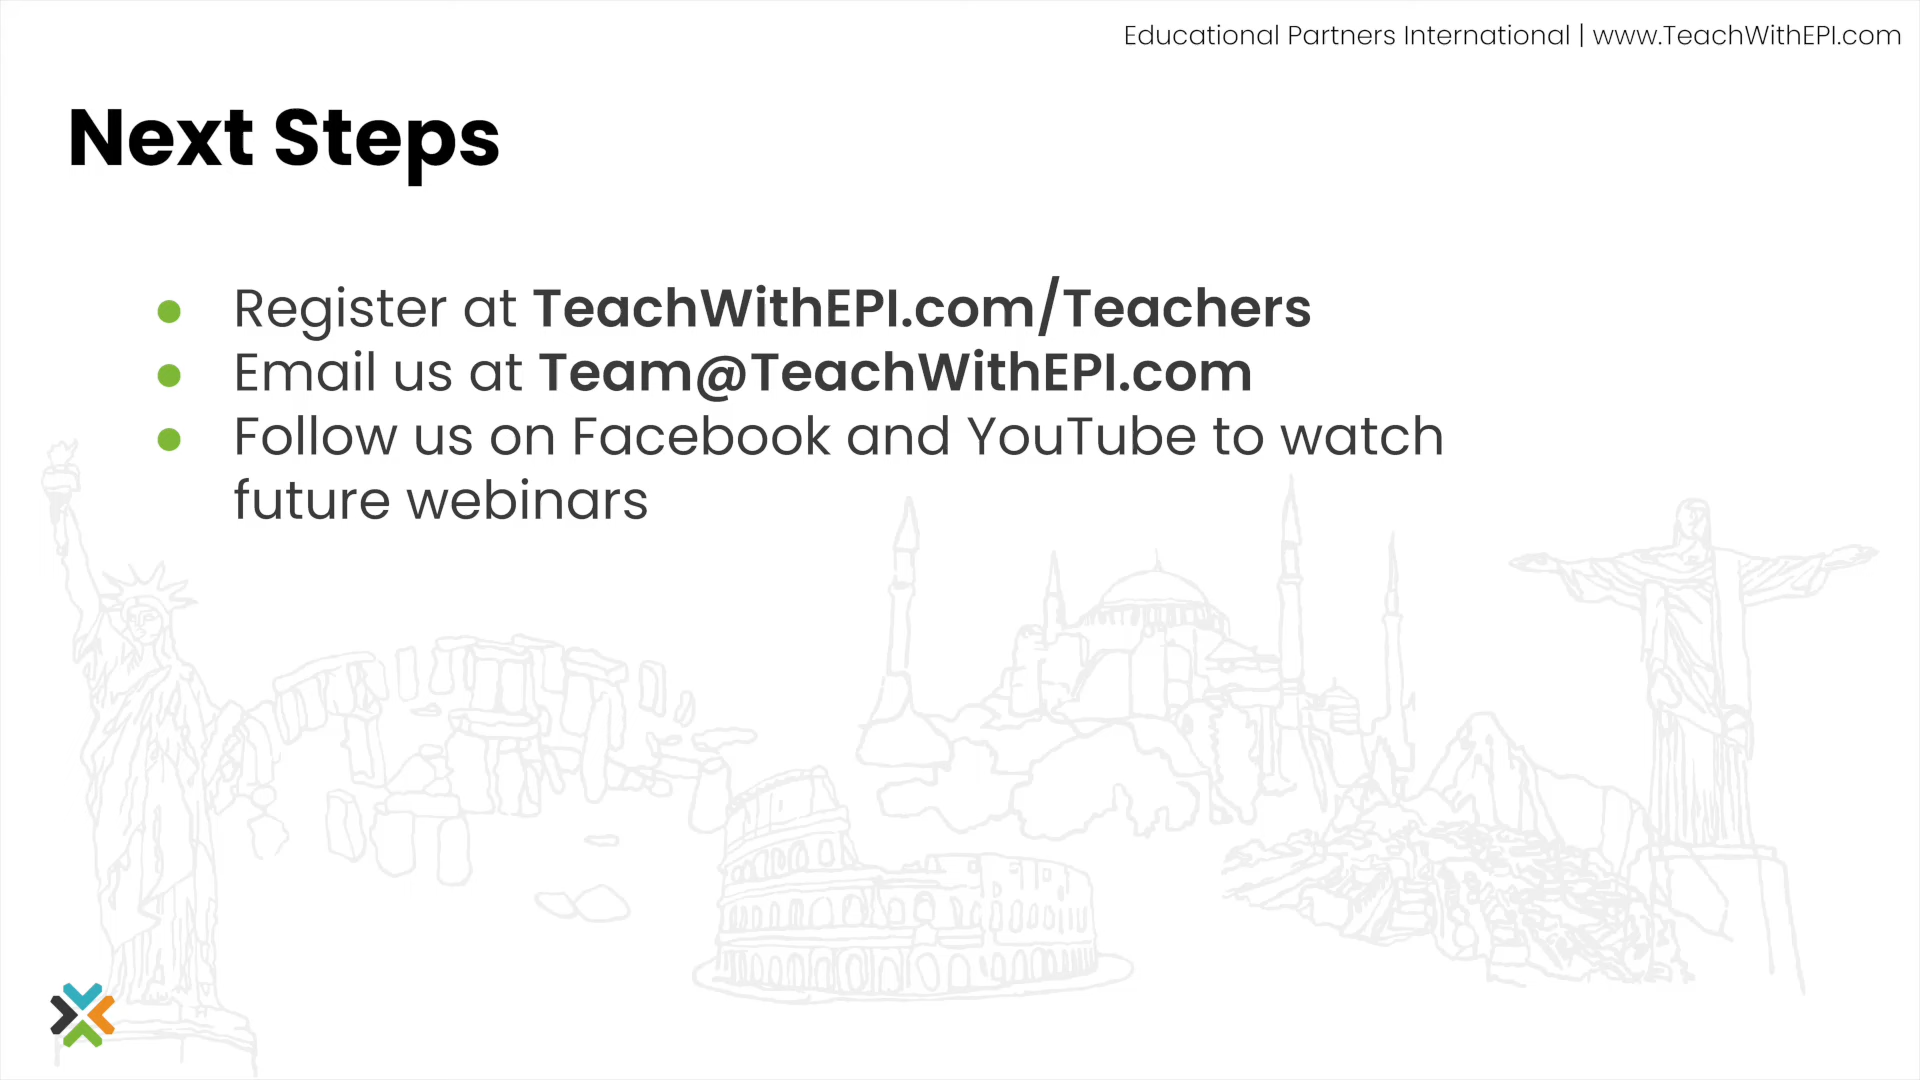 Educational Partners International | www.TeachWithEPI.com
Next Steps
● Register at TeachWithEPI.com/Teachers
● Email us at Team@TeachWithEPI.com
● Follow us on Facebook and YouTube to watch
future webinars